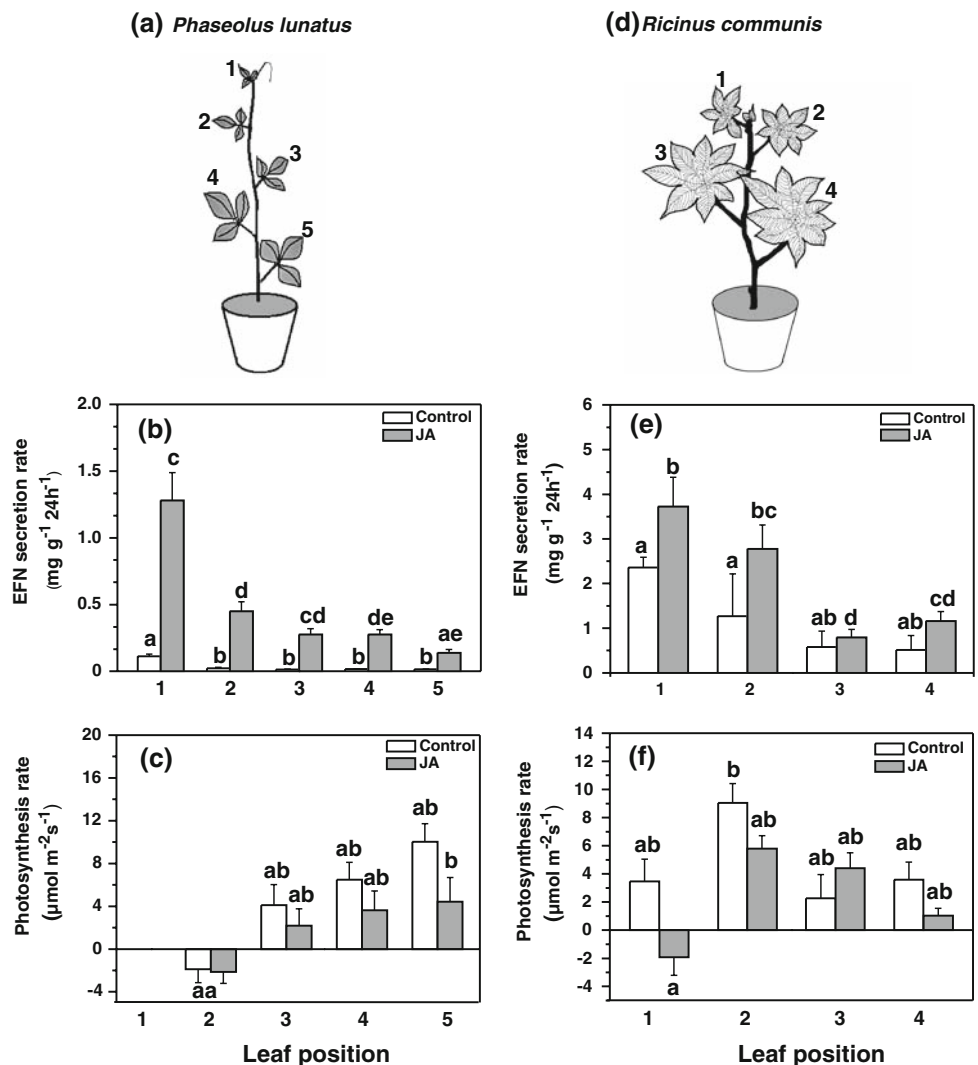 (a) Phaseolus lunatus
1
2
3
4
5
(d) Ricinus communis
1
2
3
4
(b)
Control
JA
EFN secretion rate
(mg g⁻¹ 24h⁻¹)
2.0
1.5
1.0
0.5
0
a
c
b
d
b
cd
b
de
b
ae
1 2 3 4 5
(e)
Control
JA
EFN secretion rate
(mg g⁻¹ 24h⁻¹)
6
5
4
3
2
1
0
a
b
a
bc
ab
d
ab
cd
1 2 3 4
(c)
Control
JA
Photosynthesis rate
(µmol m⁻²s⁻¹)
20
16
12
8
4
0
-4
aa
ab
ab
ab
ab
ab
b
1 2 3 4 5
Leaf position
(f)
Control
JA
Photosynthesis rate
(µmol m⁻²s⁻¹)
14
12
10
8
6
4
2
0
-2
-4
ab
a
b
ab
ab
ab
ab
ab
1 2 3 4
Leaf position